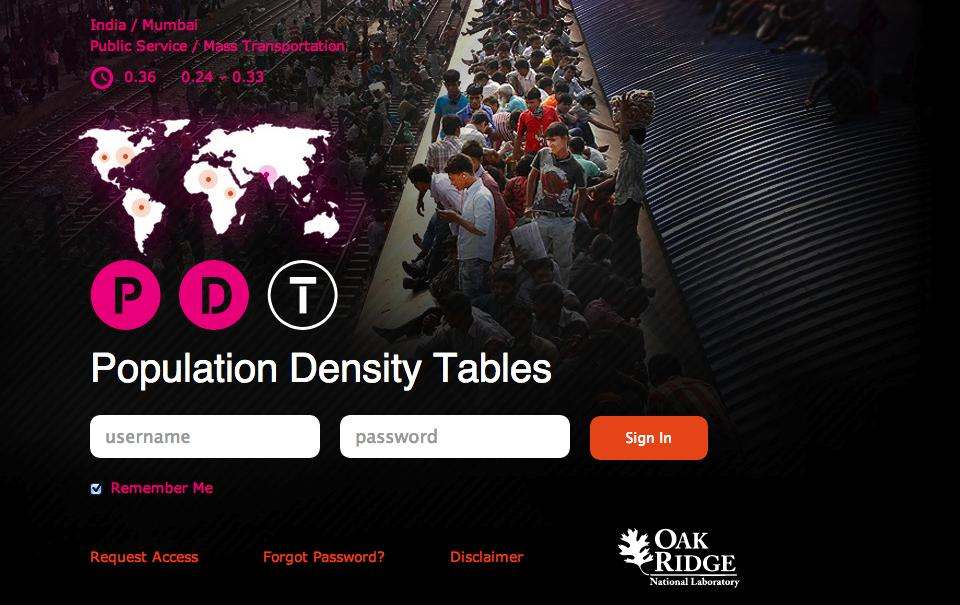 India / Mumbai
Public Service / Mass Transportation
0.36 0.24 – 0.33
P D T
Population Density Tables
username password Sign In
Remember Me
Request Access Forgot Password? Disclaimer
OAK
RIDGE
National Laboratory